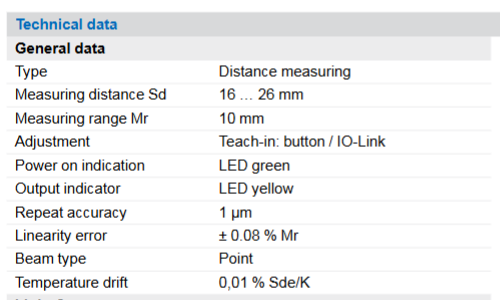 Technical data
General data
Type Distance measuring
Measuring distance Sd 16 … 26 mm
Measuring range Mr 10 mm
Adjustment Teach-in: button / IO-Link
Power on indication LED green
Output indicator LED yellow
Repeat accuracy 1 µm
Linearity error ± 0.08 % Mr
Beam type Point
Temperature drift 0,01 % Sde/K